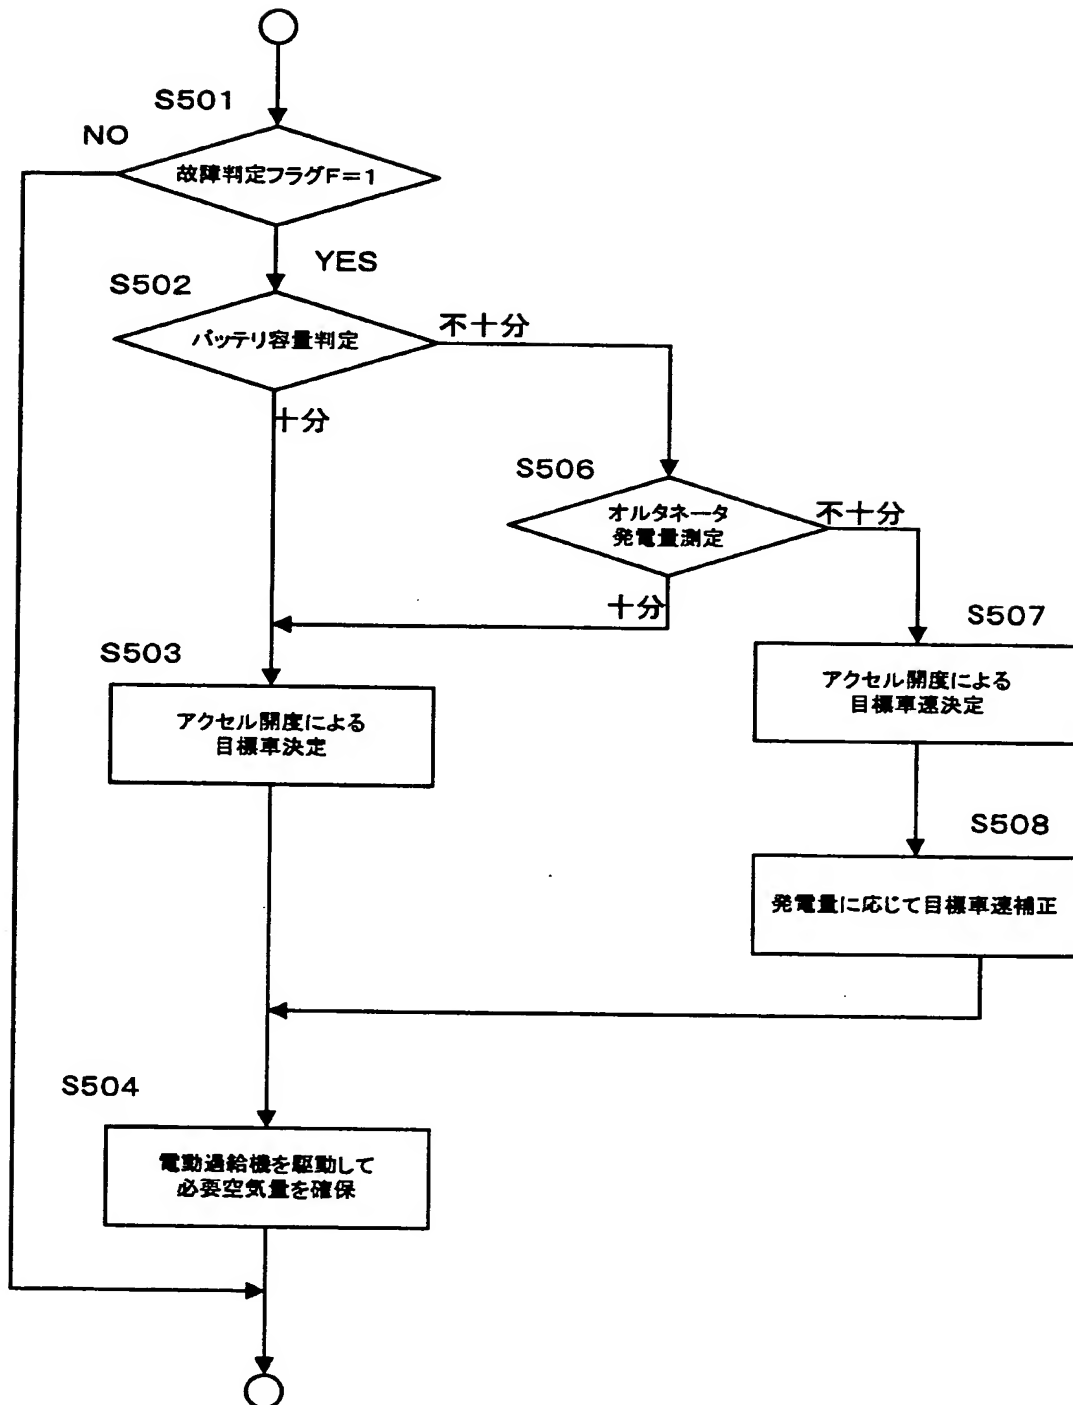 S501
NO
故障判定フラグF=1
YES
S502
バッテリ容量判定
不十分
十分
S506
オルタネータ
発電量測定
不十分
十分
S507
S503
アクセル開度による
目標車速決定
アクセル開度による
目標車決定
S508
発電量に応じて目標車速補正
S504
電動過給機を駆動して
必要空気量を確保